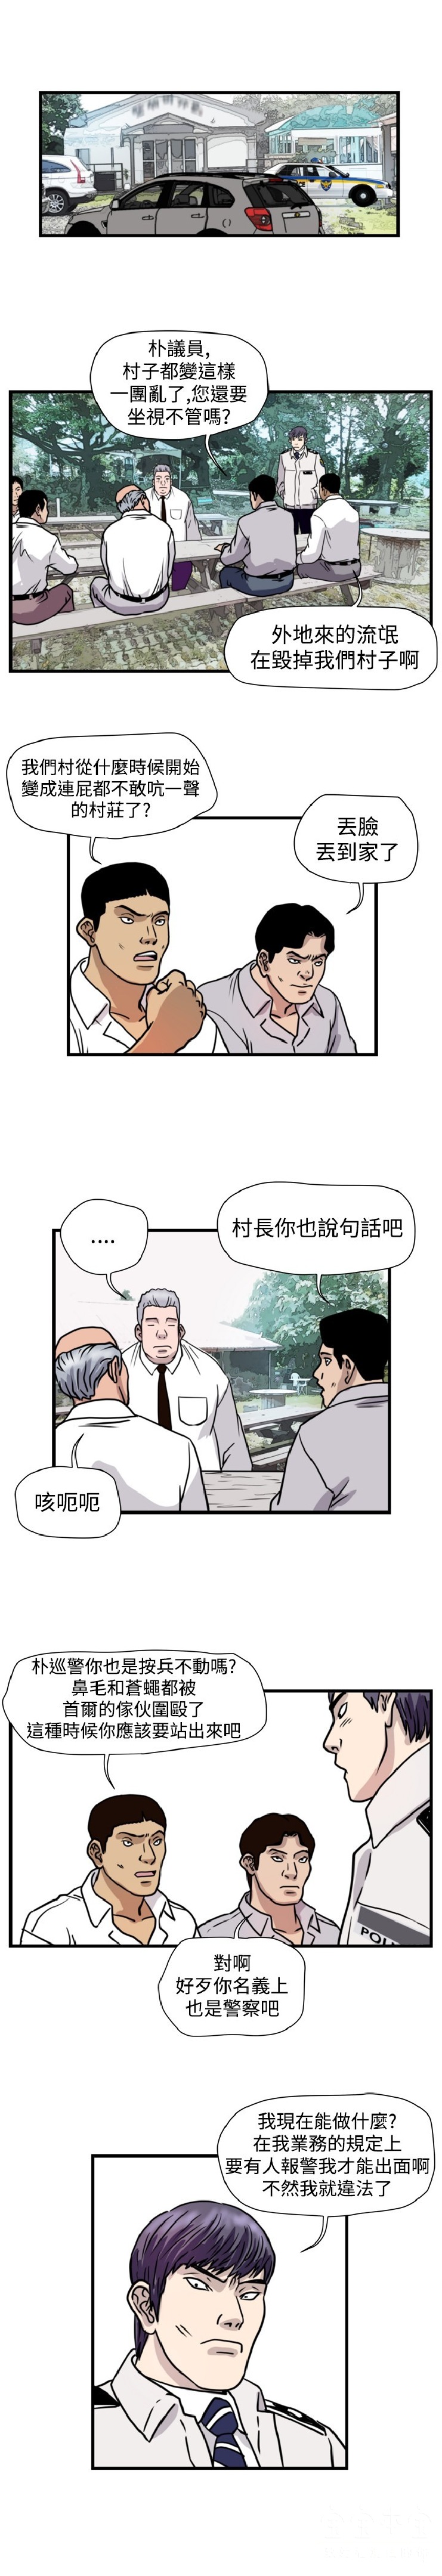 朴議員,
村子都變這樣
一團亂了,您還要
坐視不管嗎?
外地來的流氓
在毀掉我們村子啊
我們村從什麼時候開始
變成連屁都不敢吭一聲
的村莊了?
丟臉
丟到家了
....
村長你也說句話吧
咳呃呃
朴巡警你也是按兵不動嗎?
鼻毛和蒼蠅都被
首爾的傢伙圍毆了
這種時候你應該要站出來吧
POLI
對啊
好歹你名義上
也是警察吧
我現在能做什麼?
在我業務的規定上
要有人報警我才能出面啊
不然我就違法了